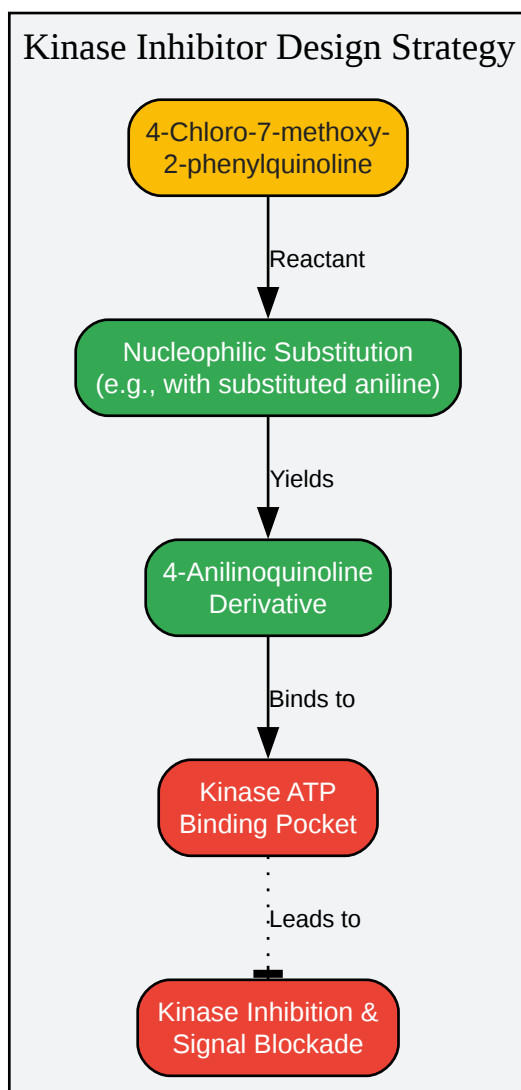 Kinase Inhibitor Design Strategy
4-Chloro-7-methoxy-
2-phenylquinoline
Reactant
Nucleophilic Substitution
(e.g., with substituted aniline)
Yields
4-Anilinoquinoline
Derivative
Binds to
Kinase ATP
Binding Pocket
Leads to
Kinase Inhibition &
Signal Blockade